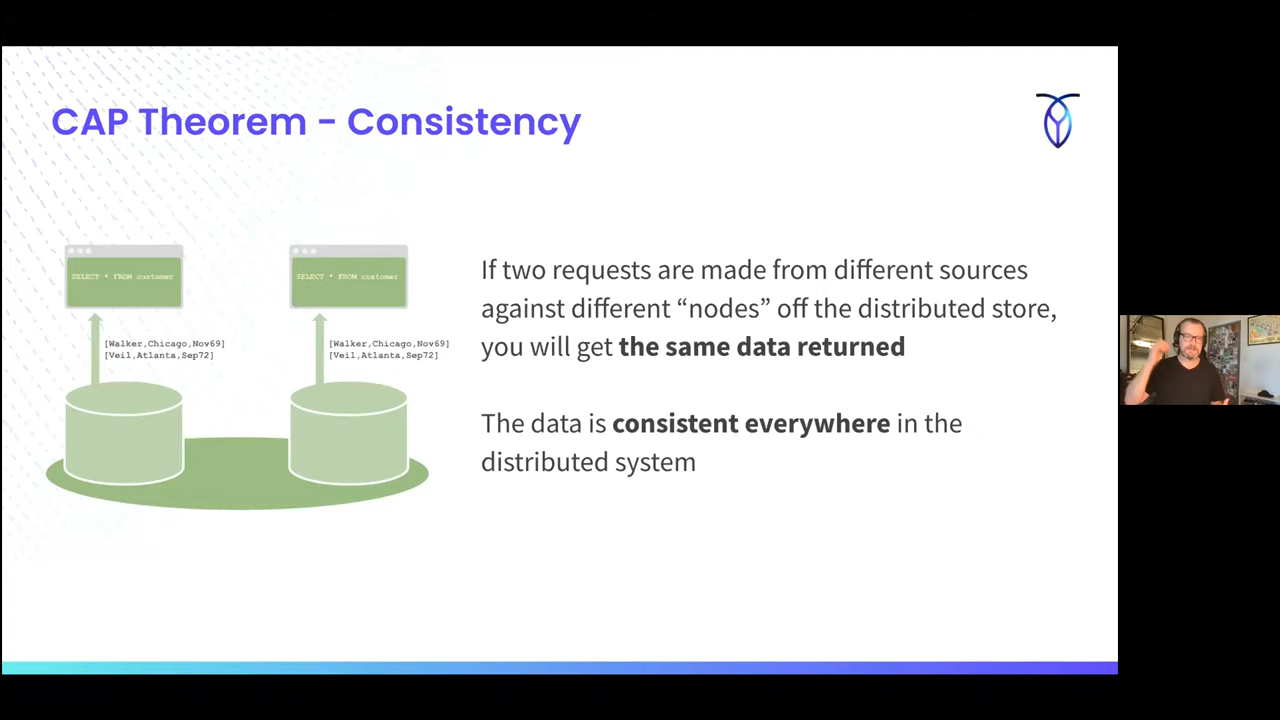 CAP Theorem - Consistency
SELECT * FROM customer
SELECT * FROM customer
[Walker,Chicago,Nov69]
[Veil,Atlanta,Sep72]
[Walker,Chicago,Nov69]
[Veil,Atlanta,Sep72]
If two requests are made from different sources
against different “nodes” off the distributed store,
you will get the same data returned
The data is consistent everywhere in the
distributed system